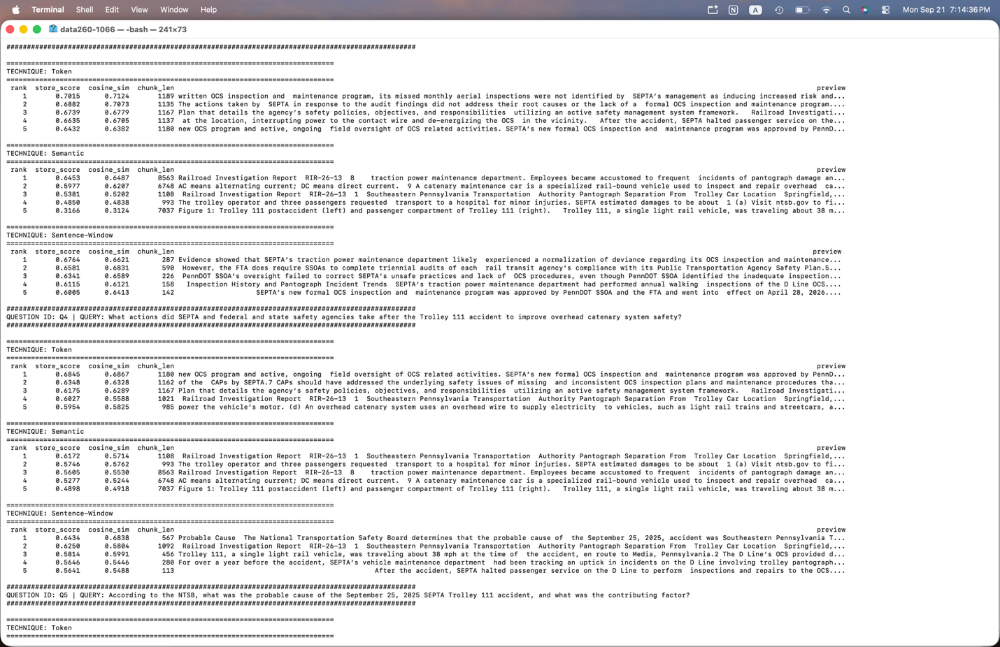 Terminal Shell Edit View Window Help N A Mon Sep 21 7:14:36 PM
data260-1066 — -bash — 241×73
####################################################################################################
================================================================================
TECHNIQUE: Token
================================================================================
rank store_score cosine_sim chunk_len preview
1 0.7015 0.7124 1189 written OCS inspection and maintenance program, its missed monthly aerial inspections were not identified by SEPTA's management as inducing increased risk and...
2 0.6882 0.7073 1135 The actions taken by SEPTA in response to the audit findings did not address their root causes or the lack of a formal OCS inspection and maintenance program....
3 0.6739 0.6779 1167 Plan that details the agency's safety policies, objectives, and responsibilities utilizing an active safety management system framework. Railroad Investigati...
4 0.6635 0.6705 1137 at the location, interrupting power to the contact wire and de-energizing the OCS in the vicinity. After the accident, SEPTA halted passenger service on the...
5 0.6432 0.6382 1180 new OCS program and active, ongoing field oversight of OCS related activities. SEPTA's new formal OCS inspection and maintenance program was approved by PennD...
================================================================================
TECHNIQUE: Semantic
================================================================================
rank store_score cosine_sim chunk_len preview
1 0.6453 0.6487 8563 Railroad Investigation Report RIR-26-13 8 traction power maintenance department. Employees became accustomed to frequent incidents of pantograph damage an...
2 0.5977 0.6207 6748 AC means alternating current; DC means direct current. 9 A catenary maintenance car is a specialized rail-bound vehicle used to inspect and repair overhead ca...
3 0.5381 0.5202 1108 Railroad Investigation Report RIR-26-13 1 Southeastern Pennsylvania Transportation Authority Pantograph Separation From Trolley Car Location Springfield,...
4 0.4850 0.4838 993 The trolley operator and three passengers requested transport to a hospital for minor injuries. SEPTA estimated damages to be about 1 (a) Visit ntsb.gov to fi...
5 0.3166 0.3124 7037 Figure 1: Trolley 111 postaccident (left) and passenger compartment of Trolley 111 (right). Trolley 111, a single light rail vehicle, was traveling about 38 m...
================================================================================
TECHNIQUE: Sentence-Window
================================================================================
rank store_score cosine_sim chunk_len preview
1 0.6764 0.6621 287 Evidence showed that SEPTA's traction power maintenance department likely experienced a normalization of deviance regarding its OCS inspection and maintenance...
2 0.6581 0.6831 590 However, the FTA does require SSOAs to complete triennial audits of each rail transit agency's compliance with its Public Transportation Agency Safety Plan.5...
3 0.6341 0.6589 226 PennDOT SSOA's oversight failed to correct SEPTA's unsafe practices and lack of OCS procedures, even though PennDOT SSOA identified the inadequate inspection...
4 0.6115 0.6121 158 Inspection History and Pantograph Incident Trends SEPTA's traction power maintenance department had performed annual walking inspections of the D Line OCS....
5 0.6005 0.6413 142 SEPTA's new formal OCS inspection and maintenance program was approved by PennDOT SSOA and the FTA and went into effect on April 28, 2026....
####################################################################################################
QUESTION ID: Q4 | QUERY: What actions did SEPTA and federal and state safety agencies take after the Trolley 111 accident to improve overhead catenary system safety?
####################################################################################################
================================================================================
TECHNIQUE: Token
================================================================================
rank store_score cosine_sim chunk_len preview
1 0.6845 0.6867 1180 new OCS program and active, ongoing field oversight of OCS related activities. SEPTA's new formal OCS inspection and maintenance program was approved by PennD...
2 0.6348 0.6328 1162 of the CAPs by SEPTA.7 CAPs should have addressed the underlying safety issues of missing and inconsistent OCS inspection plans and maintenance procedures tha...
3 0.6175 0.6289 1167 Plan that details the agency's safety policies, objectives, and responsibilities utilizing an active safety management system framework. Railroad Investigati...
4 0.6027 0.5588 1021 Railroad Investigation Report RIR-26-13 1 Southeastern Pennsylvania Transportation Authority Pantograph Separation From Trolley Car Location Springfield,...
5 0.5954 0.5825 985 power the vehicle's motor. (d) An overhead catenary system uses an overhead wire to supply electricity to vehicles, such as light rail trains and streetcars, a...
================================================================================
TECHNIQUE: Semantic
================================================================================
rank store_score cosine_sim chunk_len preview
1 0.6172 0.5714 1108 Railroad Investigation Report RIR-26-13 1 Southeastern Pennsylvania Transportation Authority Pantograph Separation From Trolley Car Location Springfield,...
2 0.5746 0.5762 993 The trolley operator and three passengers requested transport to a hospital for minor injuries. SEPTA estimated damages to be about 1 (a) Visit ntsb.gov to fi...
3 0.5605 0.5530 8563 Railroad Investigation Report RIR-26-13 8 traction power maintenance department. Employees became accustomed to frequent incidents of pantograph damage an...
4 0.5277 0.5244 6748 AC means alternating current; DC means direct current. 9 A catenary maintenance car is a specialized rail-bound vehicle used to inspect and repair overhead ca...
5 0.4898 0.4918 7037 Figure 1: Trolley 111 postaccident (left) and passenger compartment of Trolley 111 (right). Trolley 111, a single light rail vehicle, was traveling about 38 m...
================================================================================
TECHNIQUE: Sentence-Window
================================================================================
rank store_score cosine_sim chunk_len preview
1 0.6434 0.6838 567 Probable Cause The National Transportation Safety Board determines that the probable cause of the September 25, 2025, accident was Southeastern Pennsylvania T...
2 0.6250 0.5804 1092 Railroad Investigation Report RIR-26-13 1 Southeastern Pennsylvania Transportation Authority Pantograph Separation From Trolley Car Location Springfield,...
3 0.5814 0.5991 456 Trolley 111, a single light rail vehicle, was traveling about 38 mph at the time of the accident, en route to Media, Pennsylvania.2 The D Line's OCS provided d...
4 0.5646 0.5446 280 For over a year before the accident, SEPTA's vehicle maintenance department had been tracking an uptick in incidents on the D Line involving trolley pantograph...
5 0.5641 0.5488 113 After the accident, SEPTA halted passenger service on the D Line to perform inspections and repairs to the OCS....
####################################################################################################
QUESTION ID: Q5 | QUERY: According to the NTSB, what was the probable cause of the September 25, 2025 SEPTA Trolley 111 accident, and what was the contributing factor?
####################################################################################################
================================================================================
TECHNIQUE: Token
================================================================================